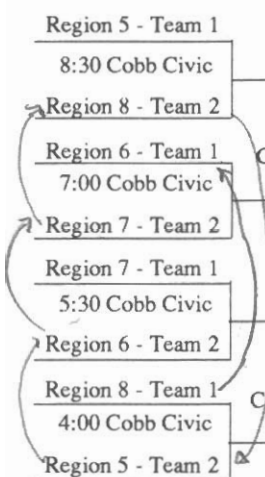 Region 5 - Team 1
8:30 Cobb Civic
Region 8 - Team 2
Region 6 - Team 1
7:00 Cobb Civic
Region 7 - Team 2
Region 7 - Team 1
5:30 Cobb Civic
Region 6 - Team 2
Region 8 - Team 1
4:00 Cobb Civic
Region 5 - Team 2